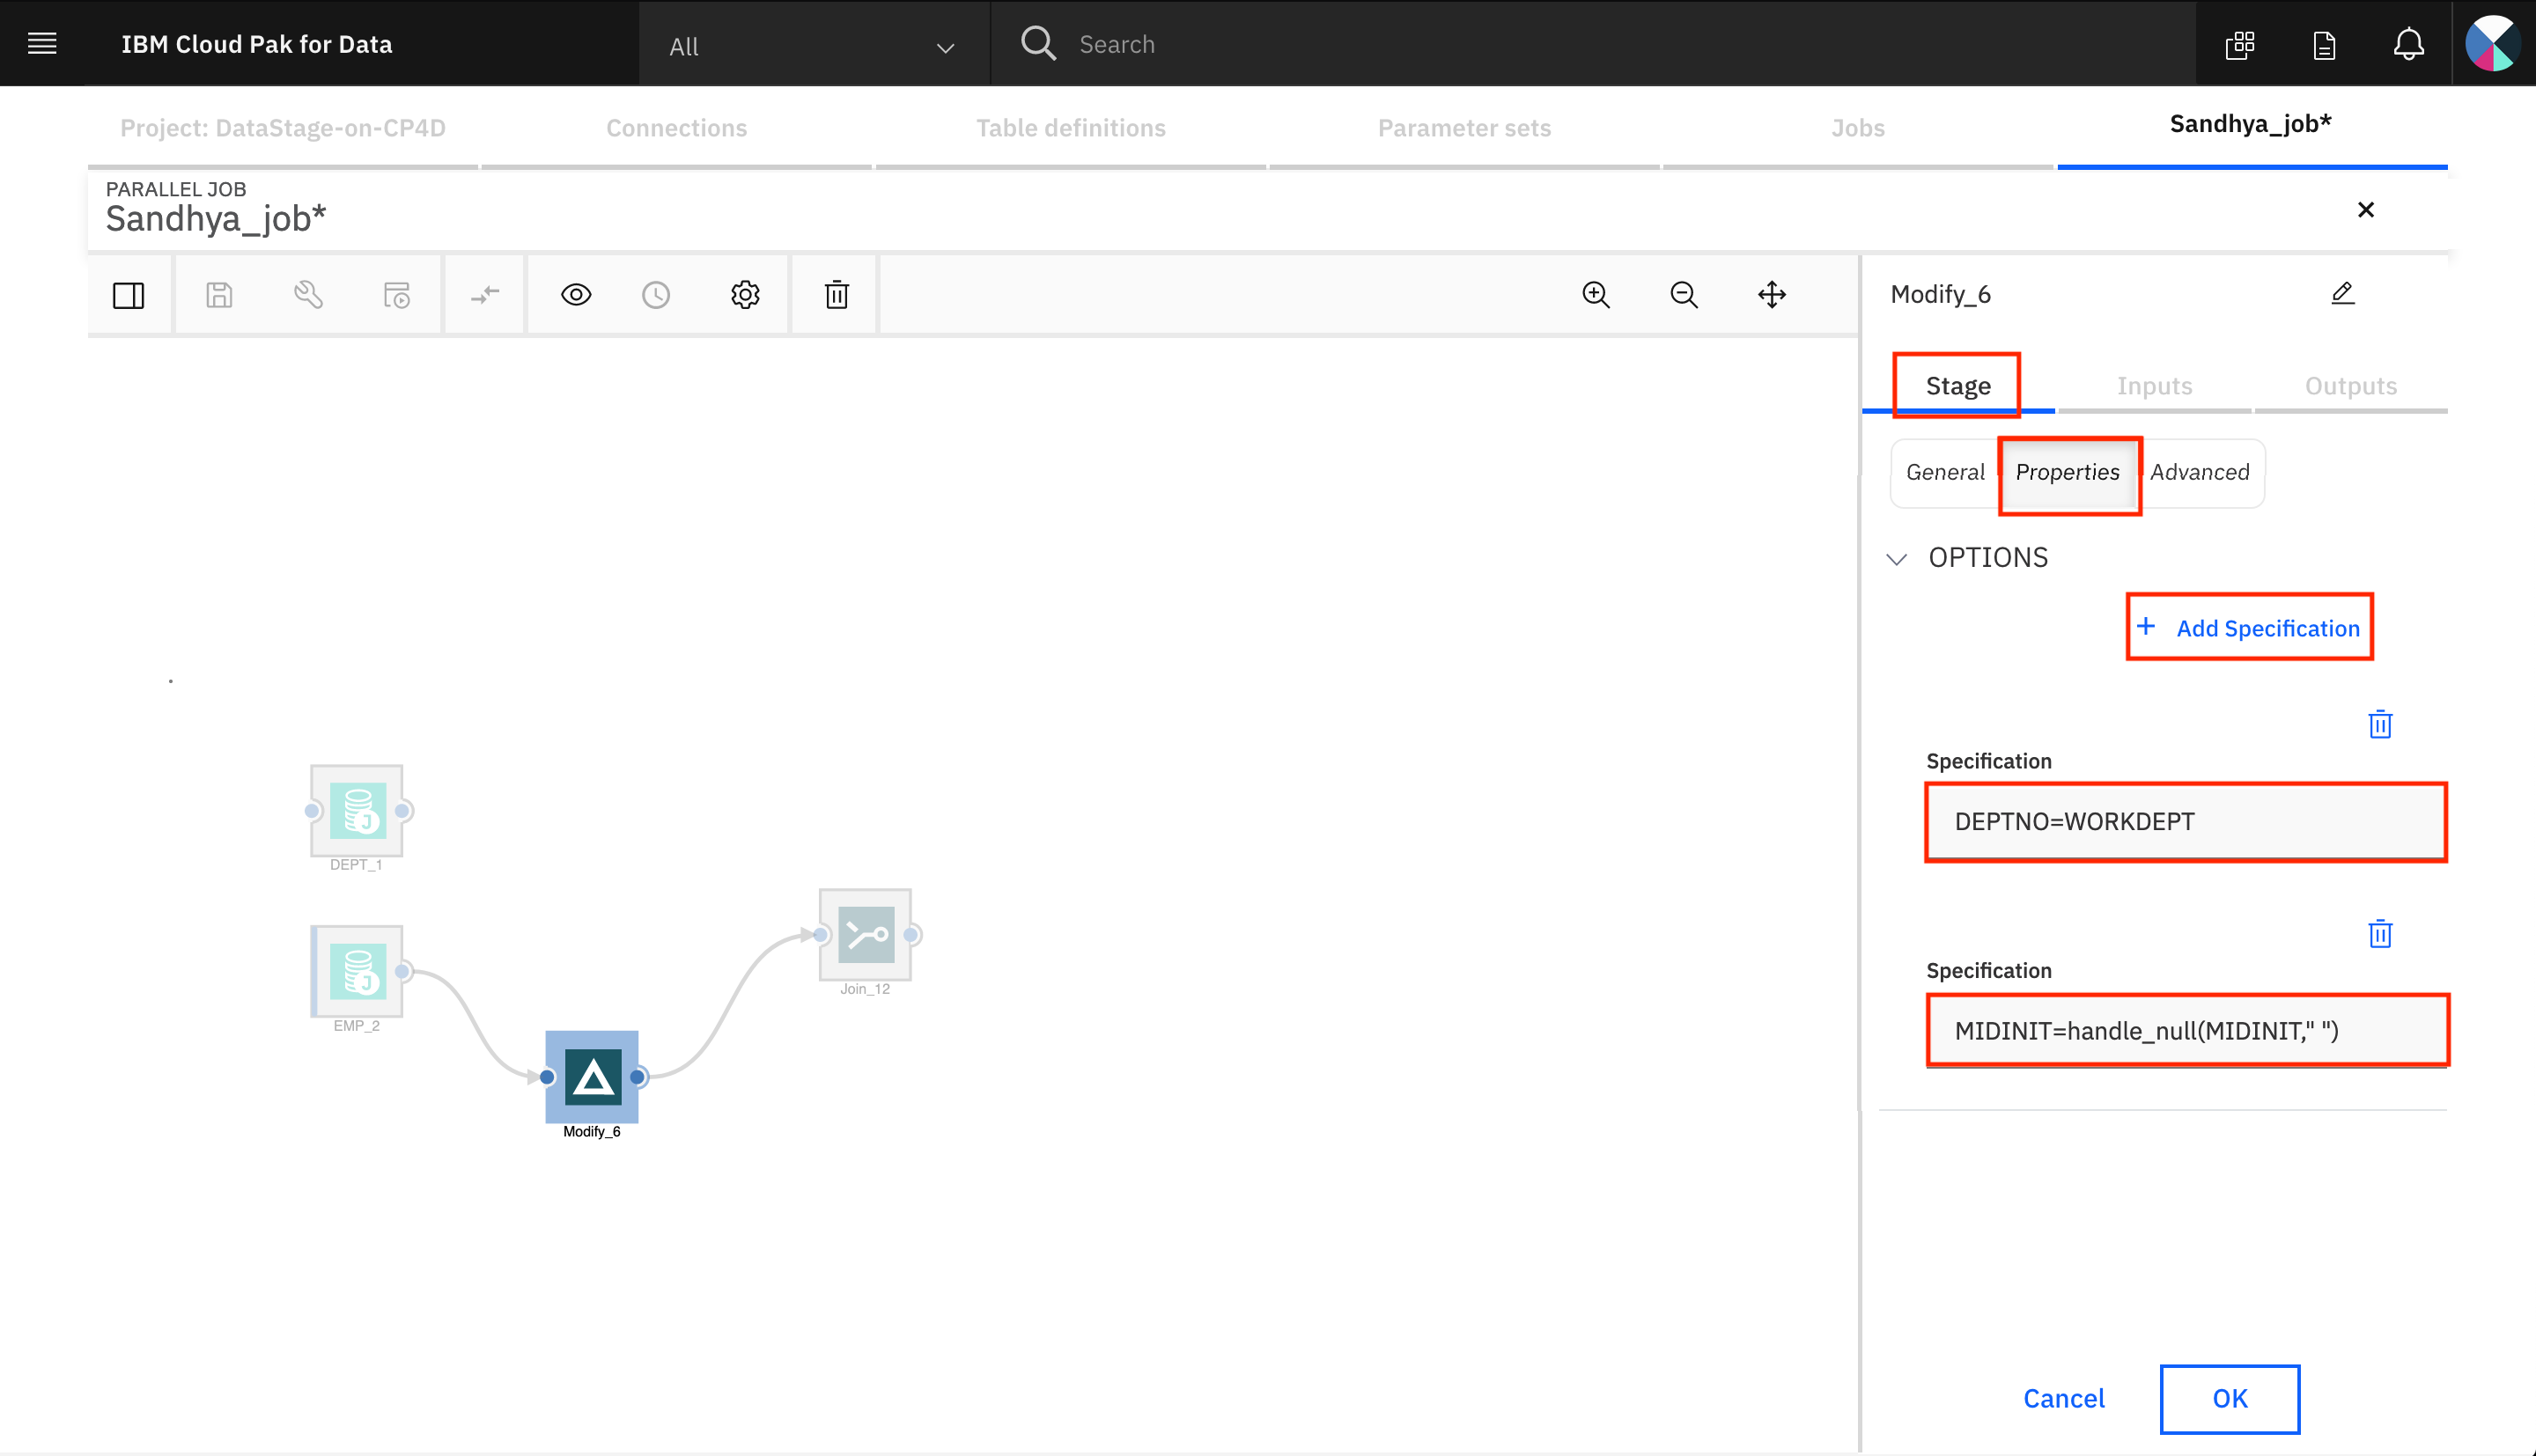 IBM Cloud Pak for Data
All
Search
Project: DataStage-on-CP4D
Connections
Table definitions
Parameter sets
Jobs
Sandhya_job*
PARALLEL JOB
Sandhya_job*
Modify_6
Stage
Inputs
Outputs
General
Properties
Advanced
OPTIONS
+ Add Specification
Specification
DEPTNO=WORKDEPT
Specification
MIDINIT=handle_null(MIDINIT," ")
J
DEPT_1
J
EMP_2
Join_12
Modify_6
Cancel
OK